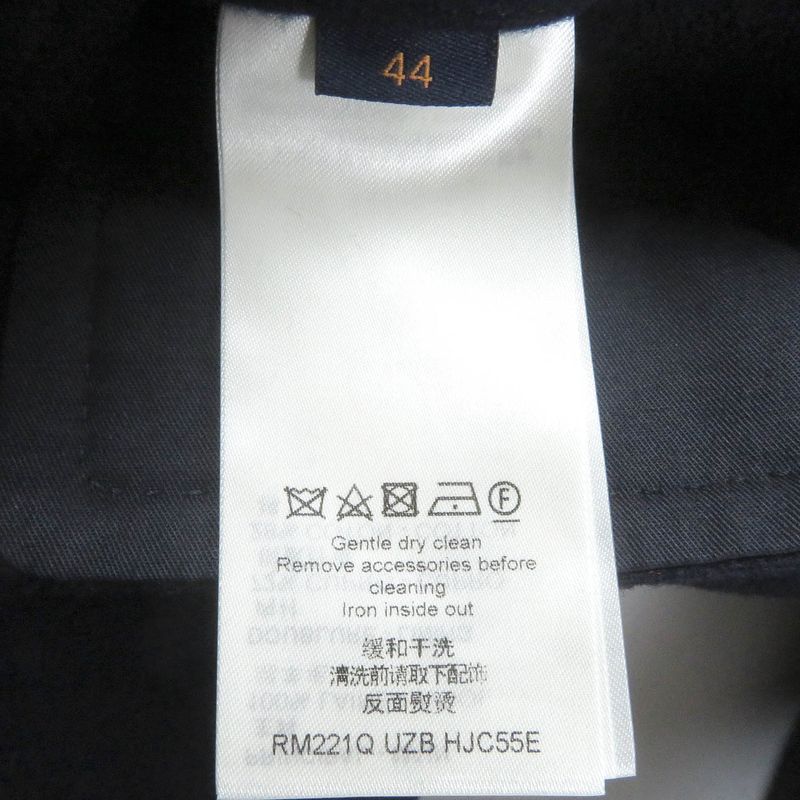 44
F
Gentle dry clean
Remove accessories before
cleaning
Iron inside out
缓和干洗
清洗前请取下配饰
反面熨烫
RM221Q UZB HJC55E